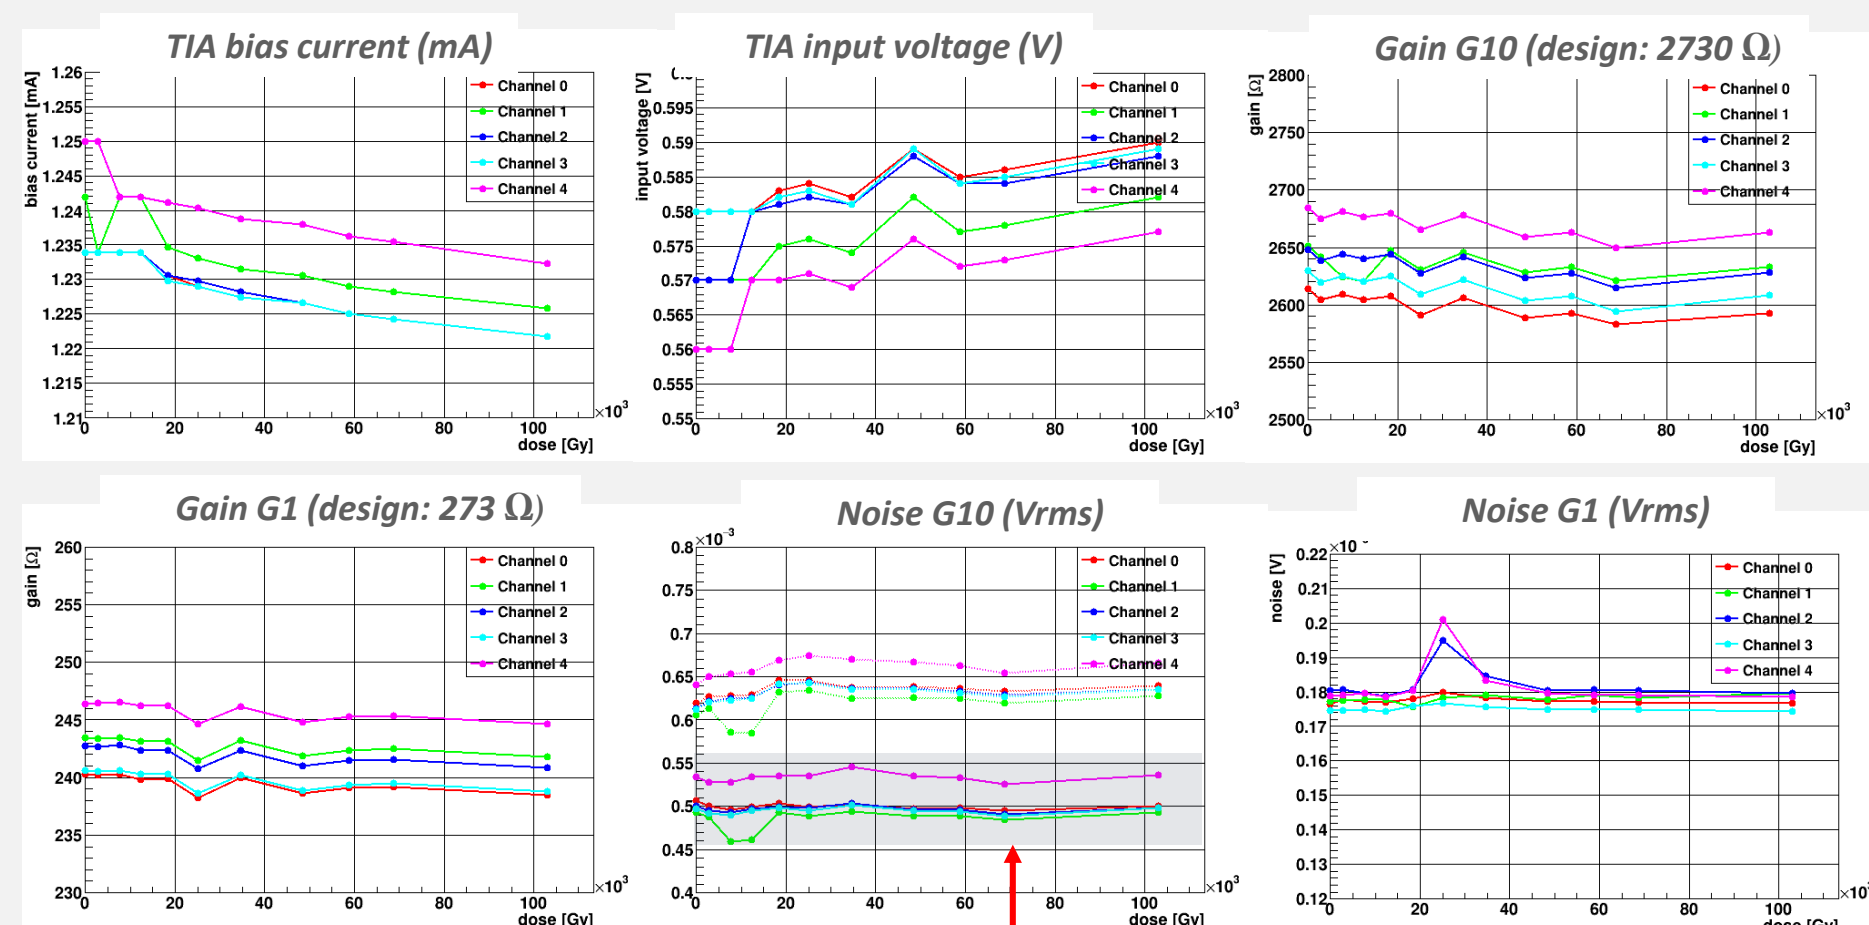 TIA bias current (mA)
bias current [mA]
1.26
1.255
1.25
1.245
1.24
1.235
1.23
1.225
1.22
1.215
1.21
0 20 40 60 80 100
×10³
dose [Gy]
Channel 0
Channel 1
Channel 2
Channel 3
Channel 4
TIA input voltage (V)
input voltage [V]
0.595
0.59
0.585
0.58
0.575
0.57
0.565
0.56
0.555
0.55
0 20 40 60 80 100
×10³
dose [Gy]
Channel 0
Channel 1
Channel 2
Channel 3
Channel 4
Gain G10 (design: 2730 Ω)
gain [Ω]
2800
2750
2700
2650
2600
2550
2500
0 20 40 60 80 100
×10³
dose [Gy]
Channel 0
Channel 1
Channel 2
Channel 3
Channel 4
Gain G1 (design: 273 Ω)
gain [Ω]
260
255
250
245
240
235
230
0 20 40 60 80 100
×10³
dose [Gy]
Channel 0
Channel 1
Channel 2
Channel 3
Channel 4
Noise G10 (Vrms)
×10⁻³
0.8
0.75
0.7
0.65
0.6
0.55
0.5
0.45
0.4
0 20 40 60 80 100
×10³
dose [Gy]
Channel 0
Channel 1
Channel 2
Channel 3
Channel 4
Noise G1 (Vrms)
noise [V]
0.22
0.21
0.2
0.19
0.18
0.17
0.16
0.15
0.14
0.13
0.12
0 20 40 60 80 100
dose [Gy]
Channel 0
Channel 1
Channel 2
Channel 3
Channel 4